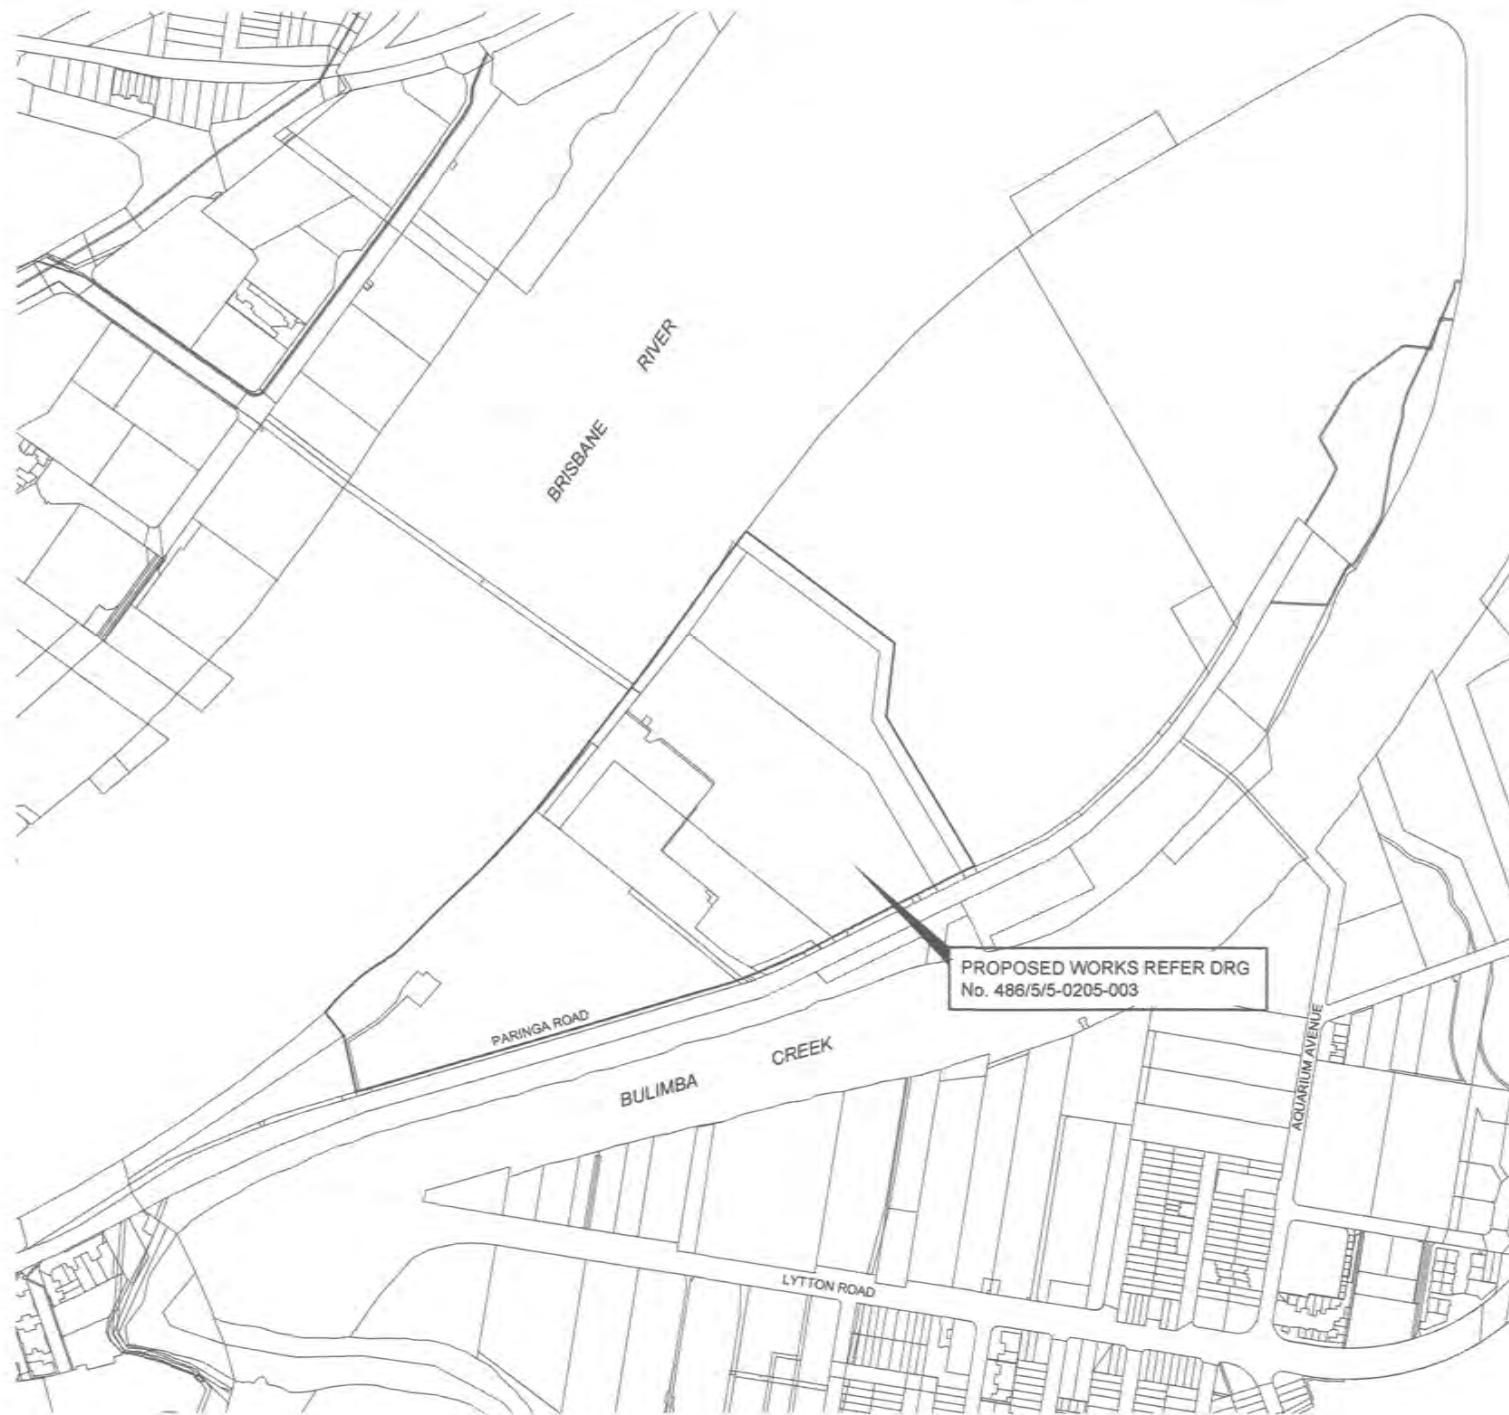 BRISBANE RIVER
PROPOSED WORKS REFER DRG
No. 486/5/5-0205-003
PARINGA ROAD
BULIMBA CREEK
AQUARIUM AVENUE
LYTTON ROAD